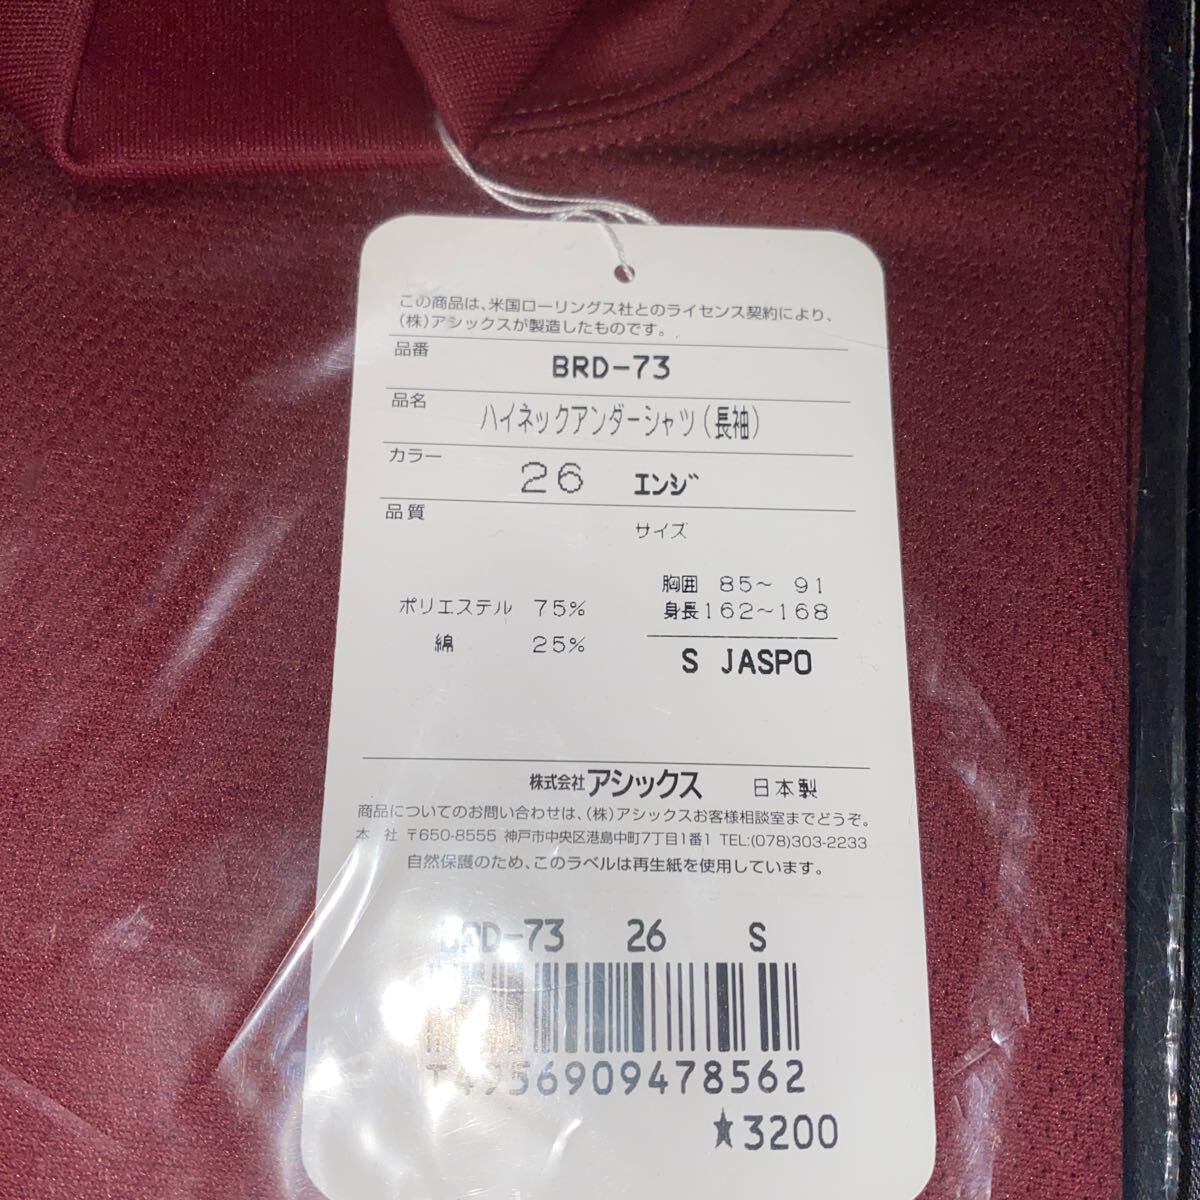 この商品は、米国ローリングス社とのライセンス契約により、
(株)アシックスが製造したものです。
品番 BRD-73
品名 ハイネックアンダーシャツ(長袖)
カラー 26 エンジ
品質 サイズ
胸囲 85~ 91
ポリエステル 75% 身長162~168
綿 25%
S JASPO
株式会社アシックス 日本製
商品についてのお問い合わせは、(株)アシックスお客様相談室までどうぞ。
本 社 〒650-8555 神戸市中央区港島中町7丁目1番1 TEL:(078)303-2233
自然保護のため、このラベルは再生紙を使用しています。
BRD-73 26 S
T4956909478562
★3200